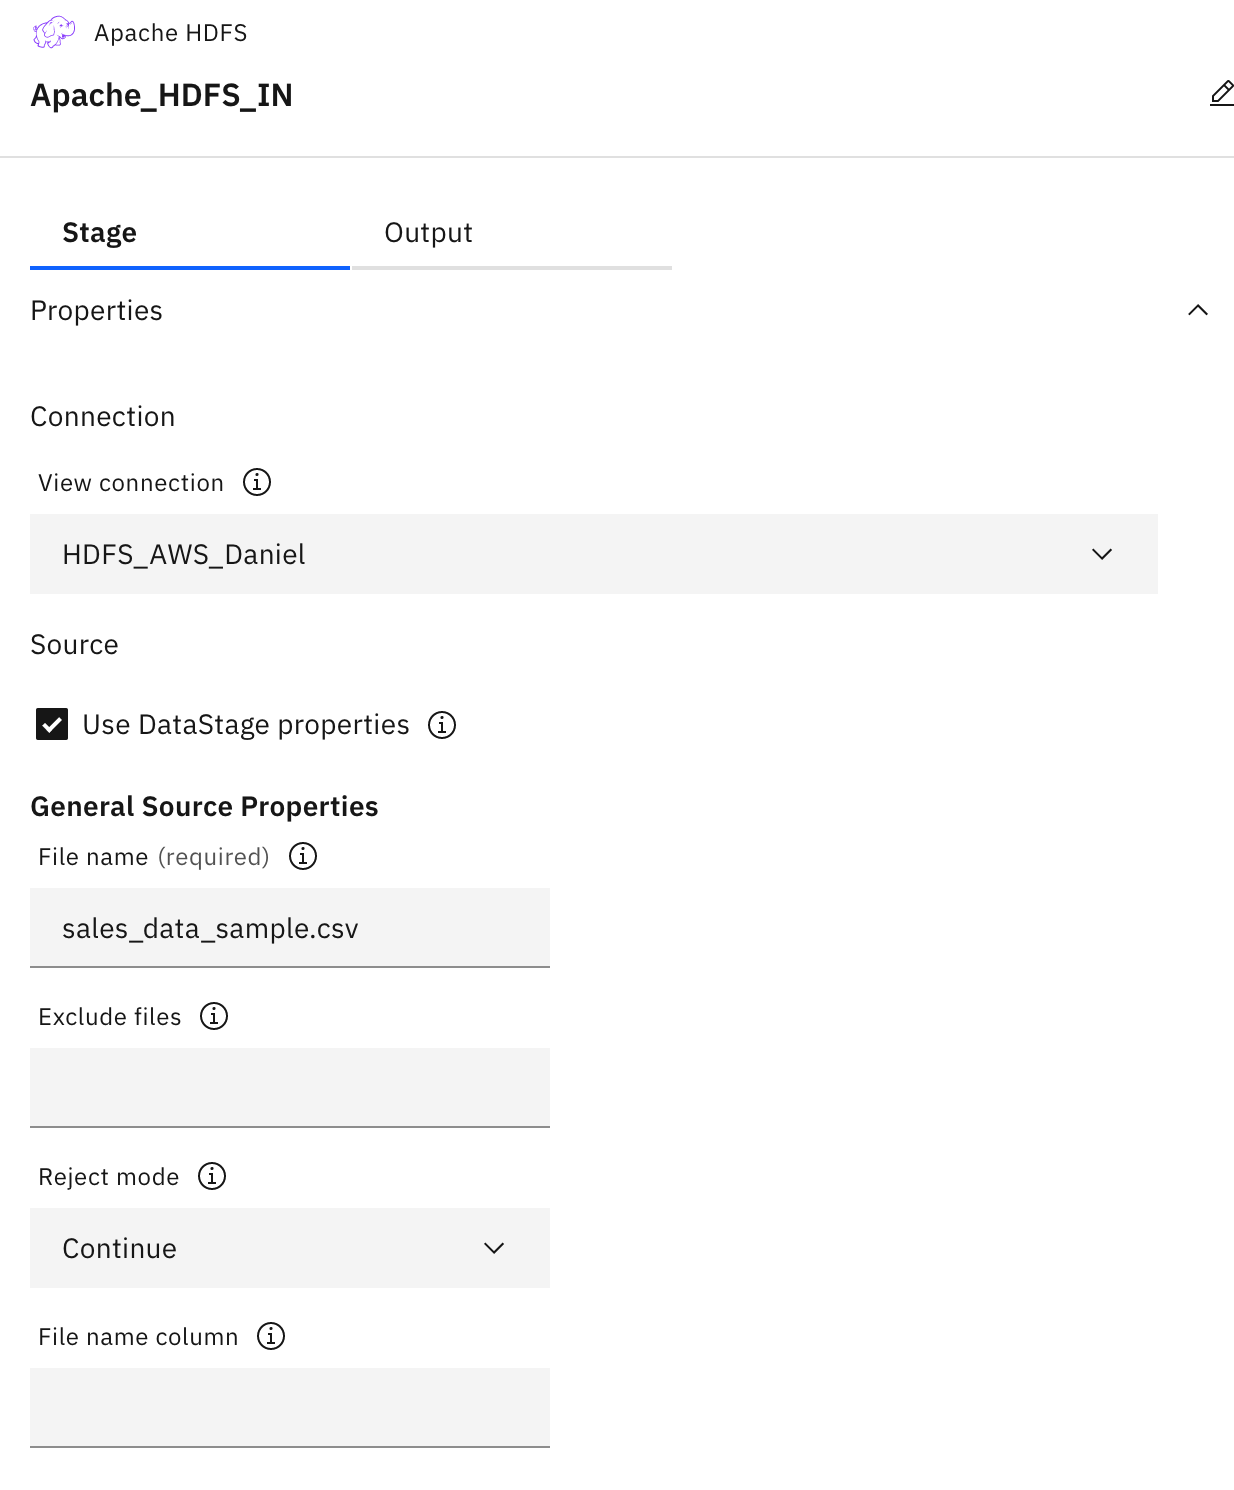 Apache HDFS
Apache_HDFS_IN
Stage Output
Properties
Connection
View connection
HDFS_AWS_Daniel
Source
Use DataStage properties
General Source Properties
File name (required)
sales_data_sample.csv
Exclude files
Reject mode
Continue
File name column